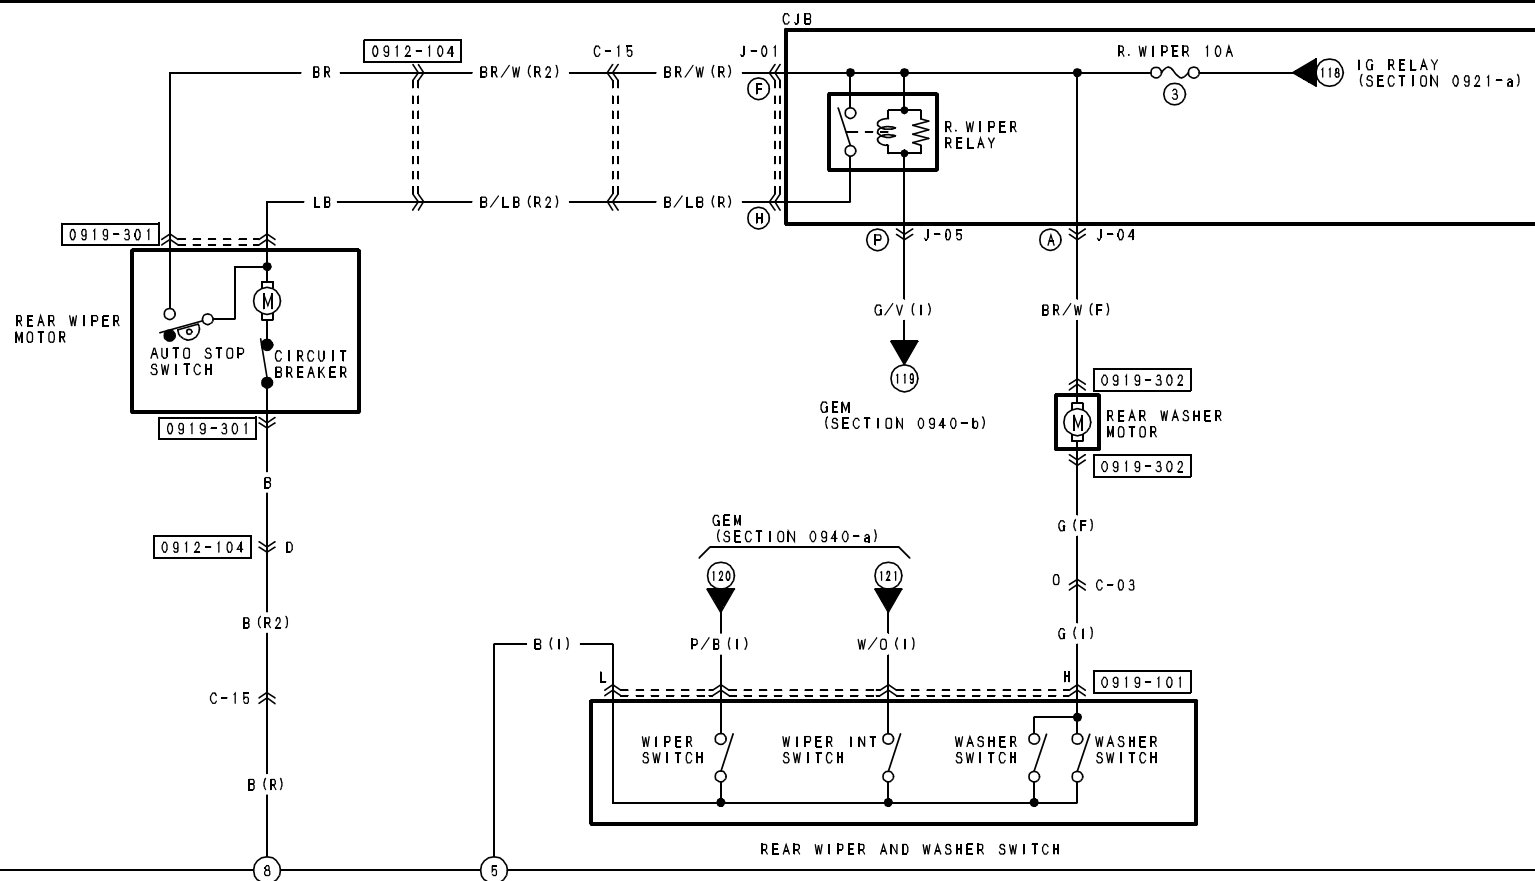 CJB
0912-104
C-15
J-01
R.WIPER 10A
BR
BR/W(R2)
BR/W(R)
F
3
118
IG RELAY
(SECTION 0921-a)
R.WIPER
RELAY
LB
B/LB(R2)
B/LB(R)
H
0919-301
P
J-05
A
J-04
REAR WIPER
MOTOR
M
AUTO STOP
SWITCH
CIRCUIT
BREAKER
G/V(I)
BR/W(F)
119
GEM
(SECTION 0940-b)
0919-302
M
REAR WASHER
MOTOR
0919-302
0919-301
B
0912-104
D
GEM
(SECTION 0940-a)
120
121
G(F)
O
C-03
B(R2)
B(I)
P/B(I)
W/O(I)
G(I)
L
H
0919-101
C-15
WIPER
SWITCH
WIPER INT
SWITCH
WASHER
SWITCH
WASHER
SWITCH
B(R)
REAR WIPER AND WASHER SWITCH
8
5